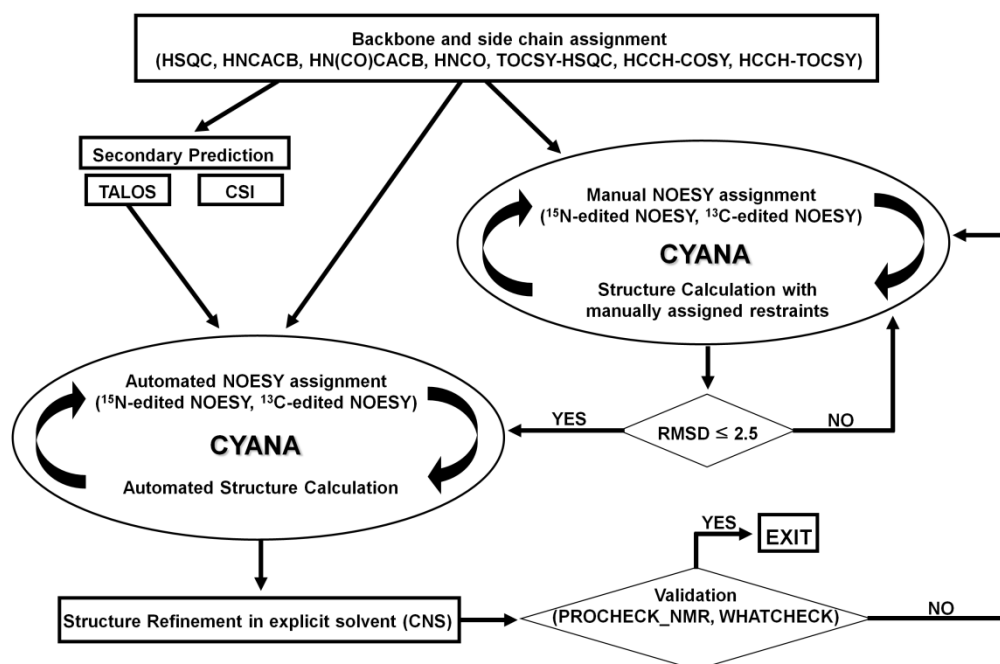 Backbone and side chain assignment
(HSQC, HNCACB, HN(CO)CACB, HNCO, TOCSY-HSQC, HCCH-COSY, HCCH-TOCSY)
Secondary Prediction
TALOS
CSI
Manual NOESY assignment
(¹⁵N-edited NOESY, ¹³C-edited NOESY)
CYANA
Structure Calculation with
manually assigned restraints
Automated NOESY assignment
(¹⁵N-edited NOESY, ¹³C-edited NOESY)
CYANA
Automated Structure Calculation
YES
RMSD ≤ 2.5
NO
YES
EXIT
Structure Refinement in explicit solvent (CNS)
Validation
(PROCHECK_NMR, WHATCHECK)
NO